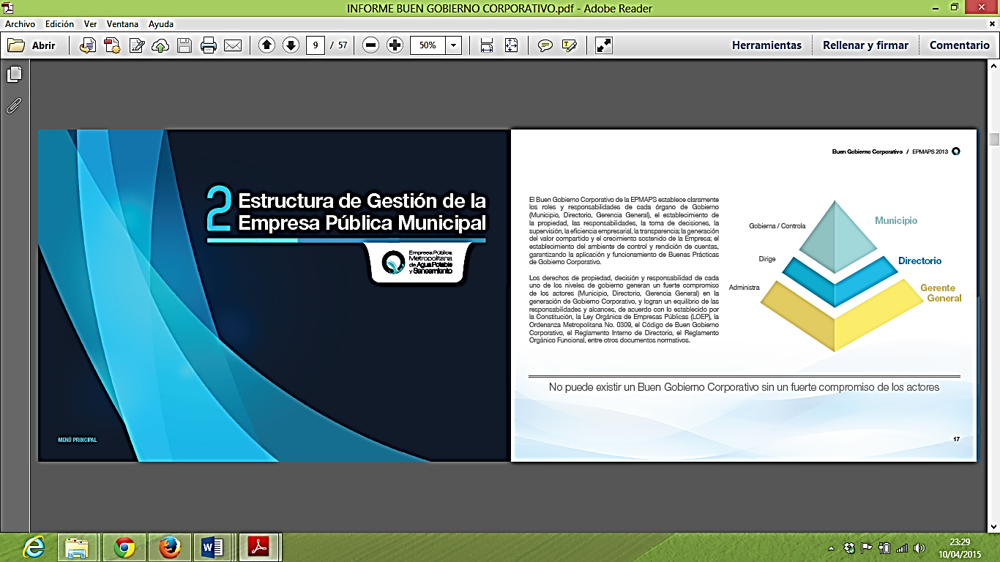 INFORME BUEN GOBIERNO CORPORATIVO.pdf - Adobe Reader
Archivo Edición Ver Ventana Ayuda
Abrir 9 / 57 50% Herramientas Rellenar y firmar Comentario
2 Estructura de Gestión de la
Empresa Pública Municipal
Empresa Pública
Metropolitana
de Agua Potable
y Saneamiento
MENÚ PRINCIPAL
Buen Gobierno Corporativo / EPMAPS 2013
El Buen Gobierno Corporativo de la EPMAPS establece claramente
los roles y responsabilidades de cada órgano de Gobierno
(Municipio, Directorio, Gerencia General), el establecimiento de
la propiedad, las responsabilidades, la toma de decisiones, la
supervisión, la eficiencia empresarial, la transparencia; la generación
del valor compartido y el crecimiento sostenido de la Empresa; el
establecimiento del ambiente de control y rendición de cuentas,
garantizando la aplicación y funcionamiento de Buenas Prácticas
de Gobierno Corporativo.
Los derechos de propiedad, decisión y responsabilidad de cada
uno de los niveles de gobierno generan un fuerte compromiso
de los actores (Municipio, Directorio, Gerencia General) en la
generación de Gobierno Corporativo, y logran un equilibrio de las
responsabilidades y alcances, de acuerdo con lo establecido por
la Constitución, la Ley Orgánica de Empresas Públicas (LOEP), la
Ordenanza Metropolitana No. 0309, el Código de Buen Gobierno
Corporativo, el Reglamento Interno de Directorio, el Reglamento
Orgánico Funcional, entre otros documentos normativos.
Gobierna / Controla
Municipio
Dirige
Directorio
Administra
Gerente
General
No puede existir un Buen Gobierno Corporativo sin un fuerte compromiso de los actores
17
23:29
10/04/2015